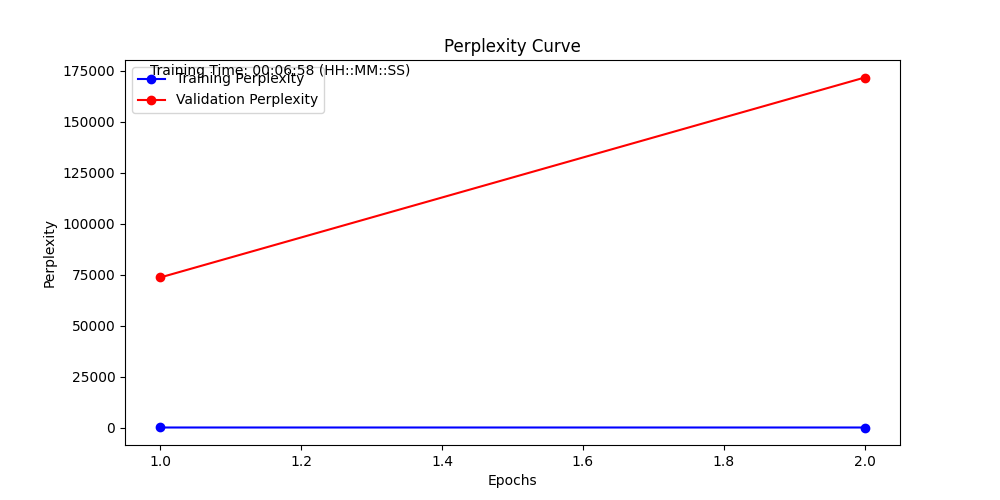 Perplexity Curve
Training Time: 00:06:58 (HH::MM::SS)
Training Perplexity
Validation Perplexity
175000
150000
125000
100000
75000
50000
25000
0
Perplexity
1.0 1.2 1.4 1.6 1.8 2.0
Epochs